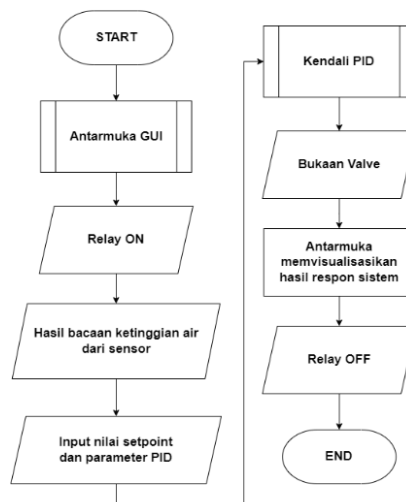 START
Antarmuka GUI
Relay ON
Hasil bacaan ketinggian air
dari sensor
Input nilai setpoint
dan parameter PID
Kendali PID
Bukaan Valve
Antarmuka
memvisualisasikan
hasil respon sistem
Relay OFF
END